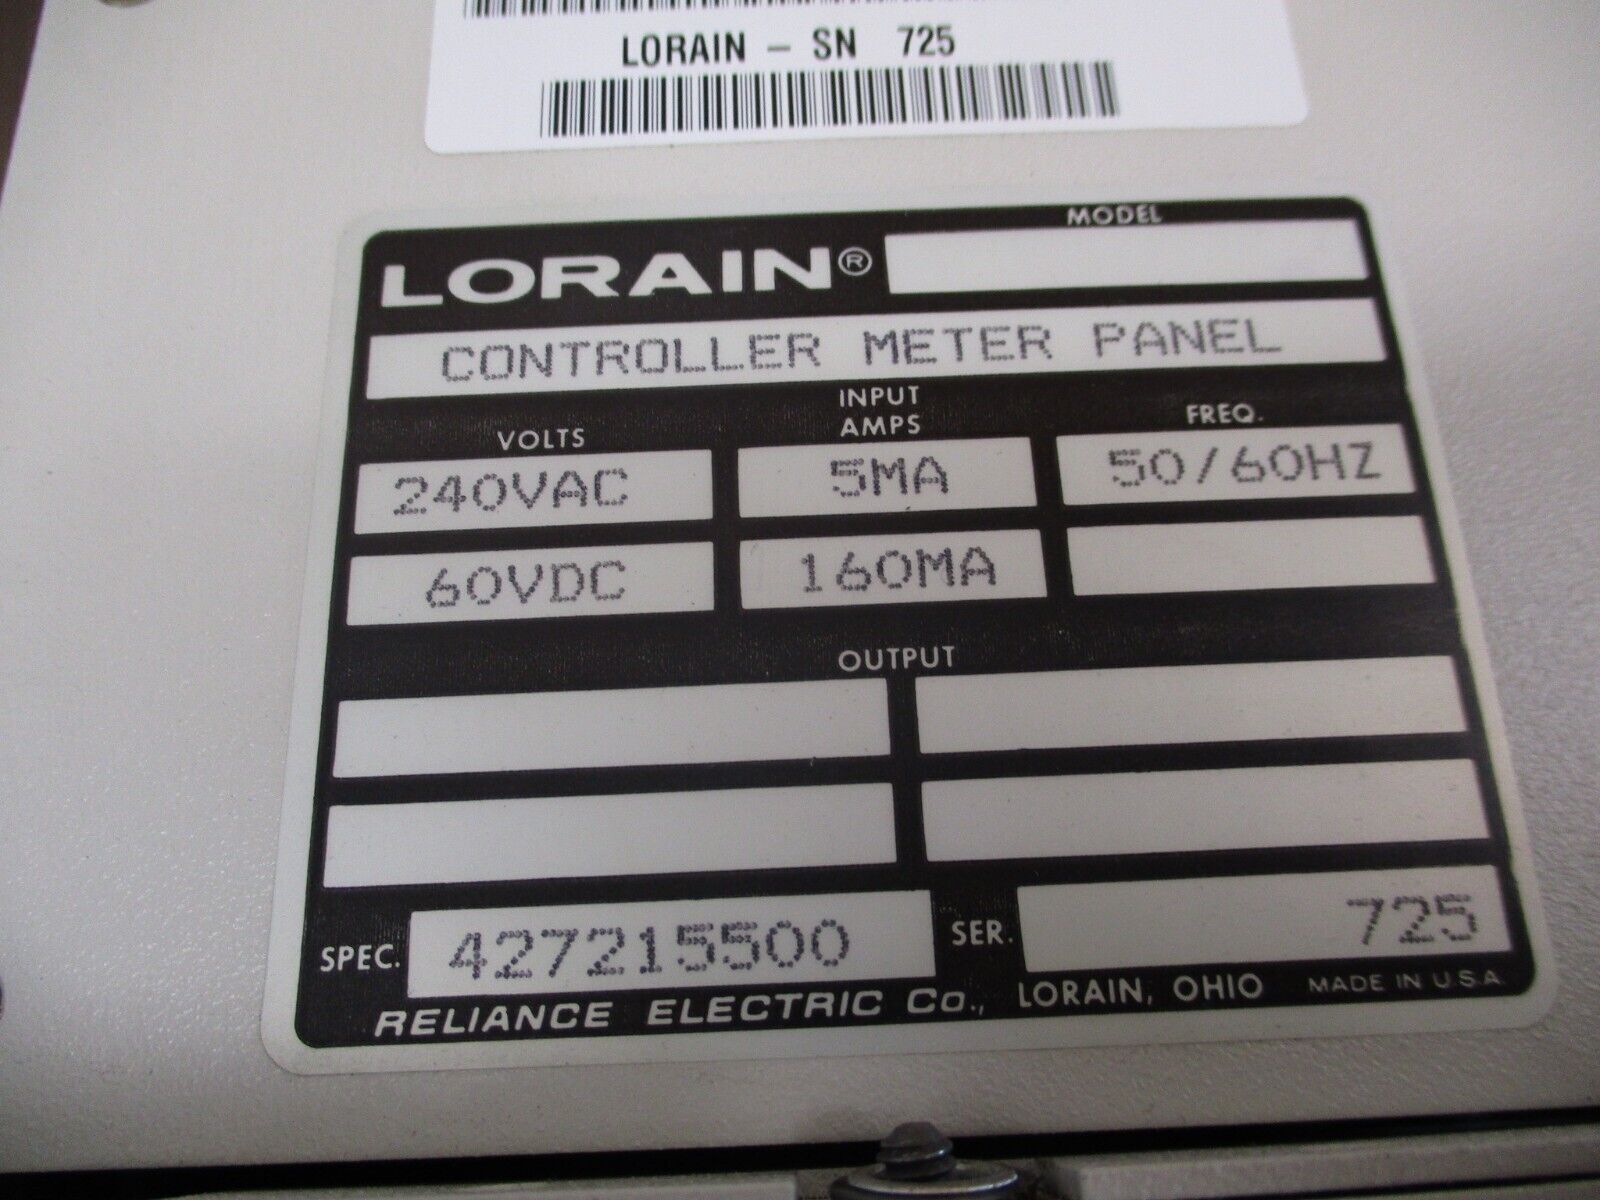 LORAIN - SN 725
MODEL
LORAIN®
CONTROLLER METER PANEL
INPUT
VOLTS AMPS FREQ.
240VAC 5MA 50/60HZ
60VDC 160MA
OUTPUT
SPEC. 427215500 SER. 725
RELIANCE ELECTRIC CO., LORAIN, OHIO MADE IN U.S.A.